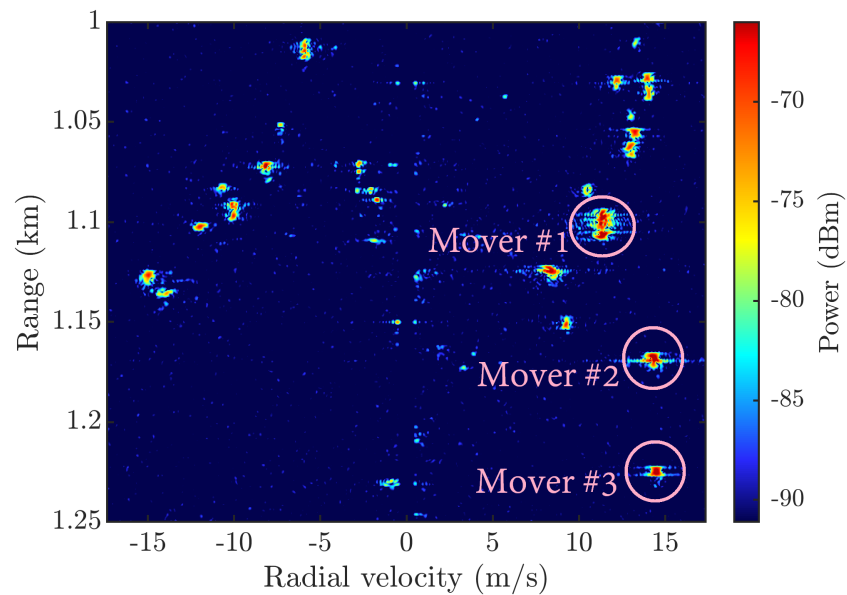 1
1.05
1.10
1.15
1.2
1.25
Range (km)
-15 -10 -5 0 5 10 15
Radial velocity (m/s)
Mover #1
Mover #2
Mover #3
-70
-75
-80
-85
-90
Power (dBm)